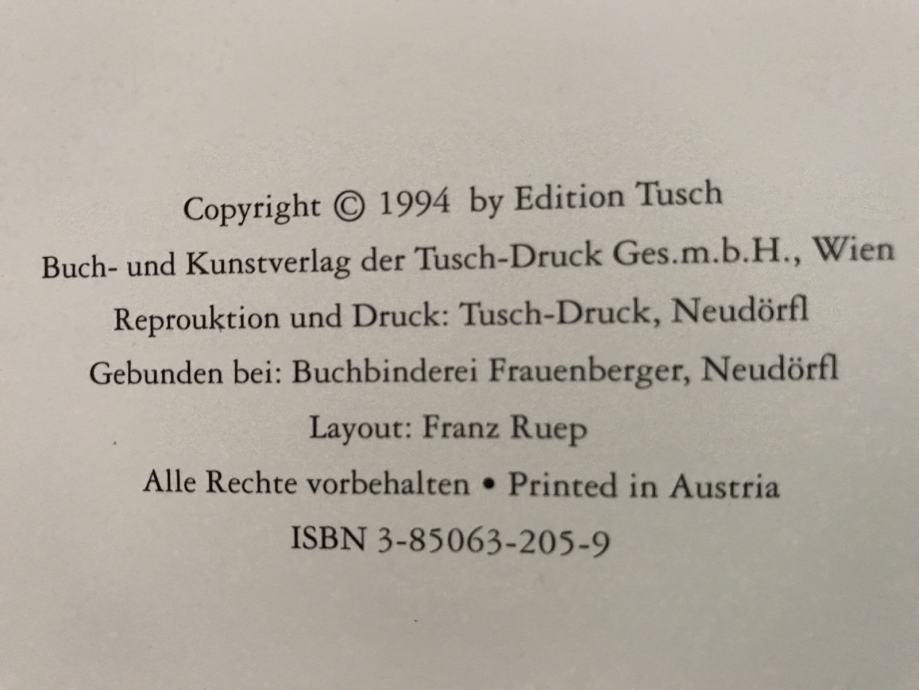 Copyright © 1994 by Edition Tusch
Buch- und Kunstverlag der Tusch-Druck Ges.m.b.H., Wien
Reprouktion und Druck: Tusch-Druck, Neudörfl
Gebunden bei: Buchbinderei Frauenberger, Neudörfl
Layout: Franz Ruep
Alle Rechte vorbehalten • Printed in Austria
ISBN 3-85063-205-9